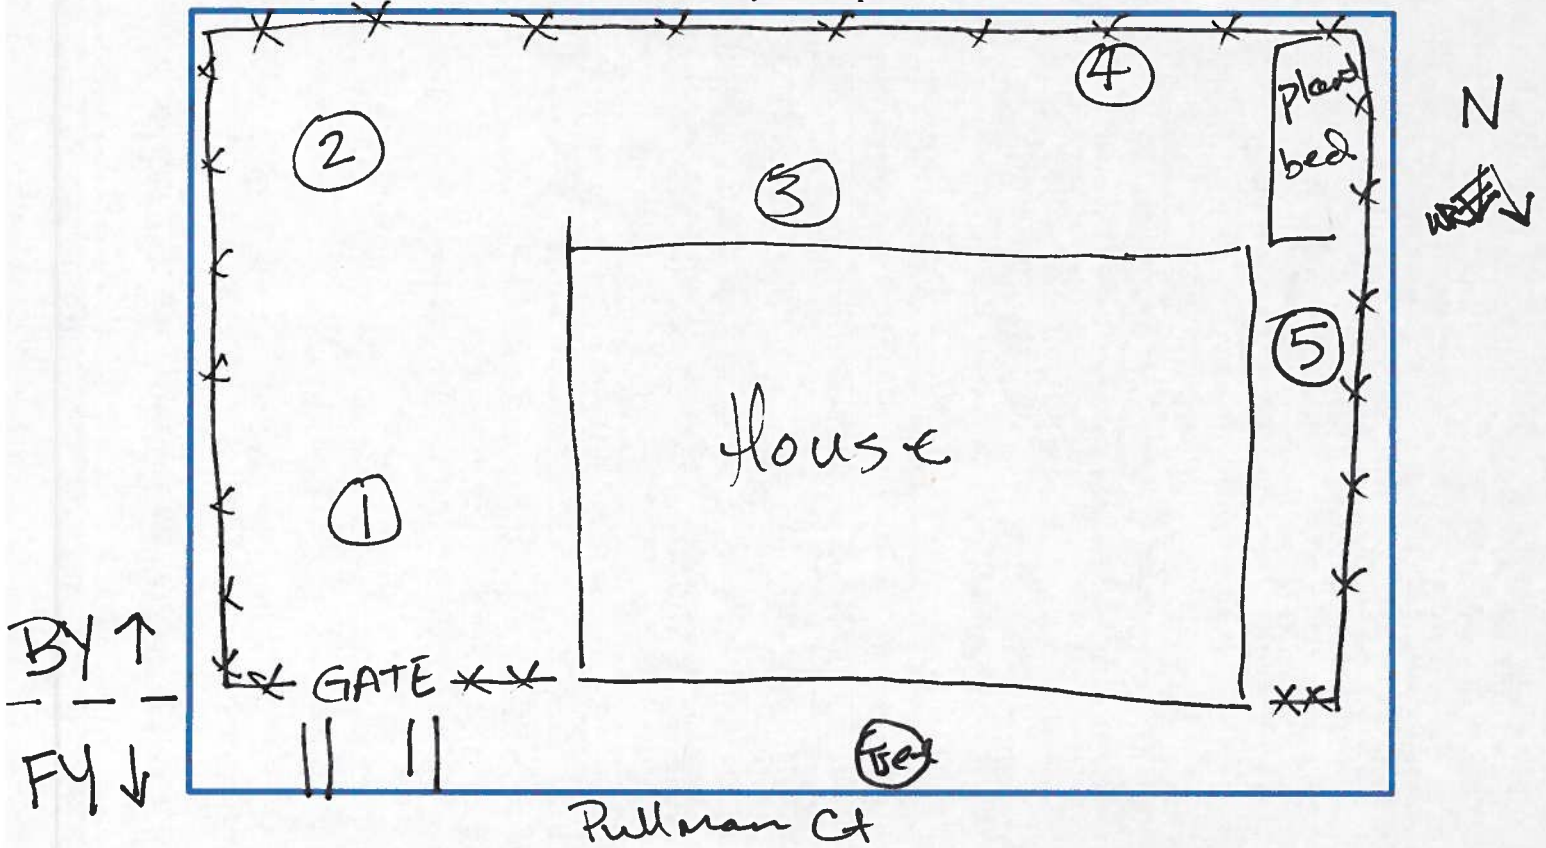 4
plant
bed
N
2
3
5
House
1
BY ↑
GATE
FY ↓
Tree
Pullman Ct